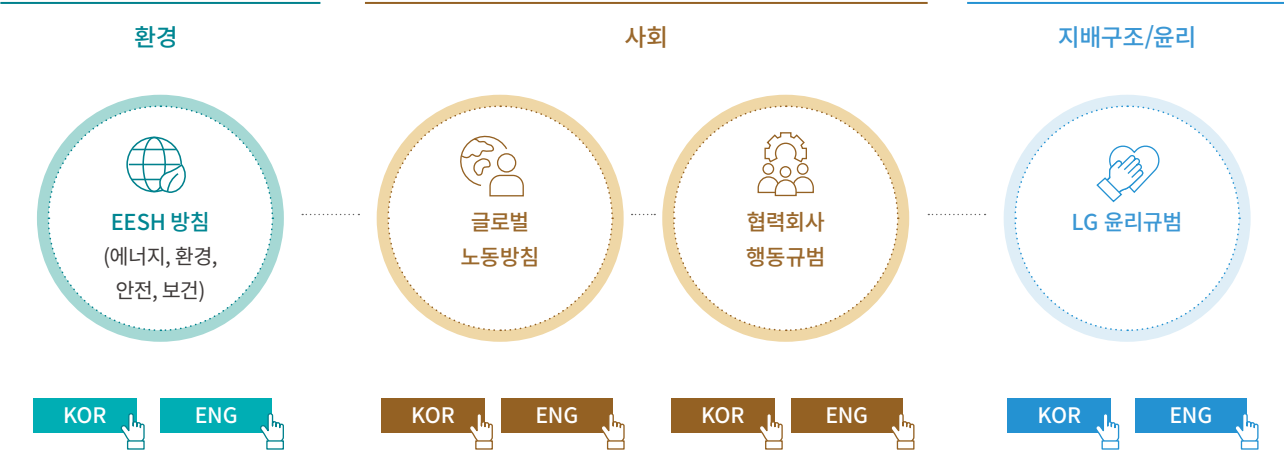 환경
사회
지배구조/윤리
EESH 방침
(에너지, 환경,
안전, 보건)
글로벌
노동방침
협력회사
행동규범
LG 윤리규범
KOR
ENG
KOR
ENG
KOR
ENG
KOR
ENG